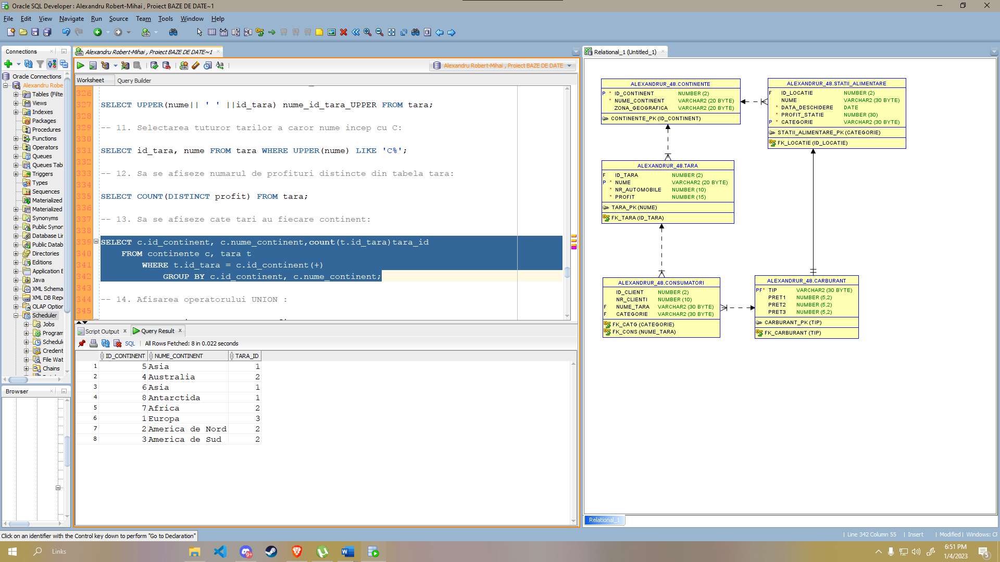 Oracle SQL Developer : Alexandru Robert-Mihai , Proiect BAZE DE DATE~1
File Edit View Navigate Run Source Team Tools Window Help
Connections
Oracle Connections
Alexandru Robe
Tables (Filte
Views
Indexes
Packages
Procedures
Functions
Operators
Queues
Queues Tab
Triggers
Types
Sequences
Materialized
Materialized
Synonyms
Public Synon
Database Lin
Public Datab
Directories
Editions
Application E
Java
XML Schema
XML DB Repo
OLAP Option
Scheduler
Jobs
Program
Schedul
Credent
File Wat
Chains
Browser
Alexandru Robert-Mihai , Proiect BAZE DE DATE~1
Alexandru Robert-Mihai , Proiect BAZE DE DATE
Worksheet Query Builder
326
327 SELECT UPPER(nume|| ' ' ||id_tara) nume_id_tara_UPPER FROM tara;
328
329 -- 11. Selectarea tuturor tarilor a caror nume incep cu C:
330
331 SELECT id_tara, nume FROM tara WHERE UPPER(nume) LIKE 'C%';
332
333 -- 12. Sa se afiseze numarul de profituri distincte din tabela tara:
334
335 SELECT COUNT(DISTINCT profit) FROM tara;
336
337 -- 13. Sa se afiseze cate tari au fiecare continent:
338
339 SELECT c.id_continent, c.nume_continent,count(t.id_tara)tara_id
340 FROM continente c, tara t
341 WHERE t.id_tara = c.id_continent(+)
342 GROUP BY c.id_continent, c.nume_continent;
343
344 -- 14. Afisarea operatorului UNION :
345
Script Output x Query Result x
SQL | All Rows Fetched: 8 in 0.022 seconds
ID_CONTINENT NUME_CONTINENT TARA_ID
1 5 Asia 1
2 4 Australia 2
3 6 Asia 1
4 8 Antarctida 1
5 7 Africa 2
6 1 Europa 3
7 2 America de Nord 2
8 3 America de Sud 2
Relational_1 (Untitled_1)
ALEXANDRUR_48.CONTINENTE
P * ID_CONTINENT NUMBER (2)
* NUME_CONTINENT VARCHAR2 (20 BYTE)
ZONA_GEOGRAFICA VARCHAR2 (20 BYTE)
CONTINENTE_PK (ID_CONTINENT)
ALEXANDRUR_48.STATII_ALIMENTARE
F ID_LOCATIE NUMBER (2)
NUME VARCHAR2 (30 BYTE)
* DATA_DESCHIDERE DATE
* PROFIT_STATIE NUMBER (30)
P * CATEGORIE VARCHAR2 (30 BYTE)
STATII_ALIMENTARE_PK (CATEGORIE)
FK_LOCATIE (ID_LOCATIE)
ALEXANDRUR_48.TARA
F ID_TARA NUMBER (2)
P * NUME VARCHAR2 (20 BYTE)
* NR_AUTOMOBILE NUMBER (10)
* PROFIT NUMBER (15)
TARA_PK (NUME)
FK_TARA (ID_TARA)
ALEXANDRUR_48.CONSUMATORI
ID_CLIENT NUMBER (2)
NR_CLIENTI NUMBER (10)
F NUME_TARA VARCHAR2 (30 BYTE)
F CATEGORIE VARCHAR2 (30 BYTE)
FK_CATG (CATEGORIE)
FK_CONS (NUME_TARA)
ALEXANDRUR_48.CARBURANT
PF* TIP VARCHAR2 (30 BYTE)
PRET1 NUMBER (5,2)
PRET2 NUMBER (5,2)
PRET3 NUMBER (5,2)
CARBURANT_PK (TIP)
FK_CARBURANT (TIP)
Relational_1
Click on an identifier with the Control key down to perform "Go to Declaration"
| Line 342 Column 55 | Insert | Modified | Windows: CF
Links
9+
6:51 PM
1/4/2023
5